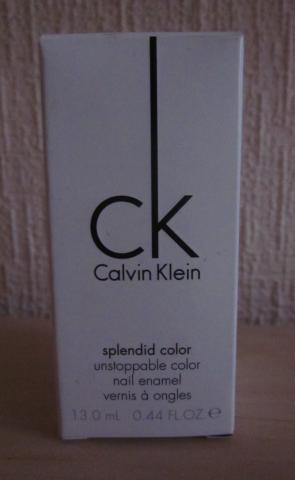 CK
Calvin Klein
splendid color
unstoppable color
nail enamel
vernis à ongles
13.0 mL 0.44 FL.OZ.℮